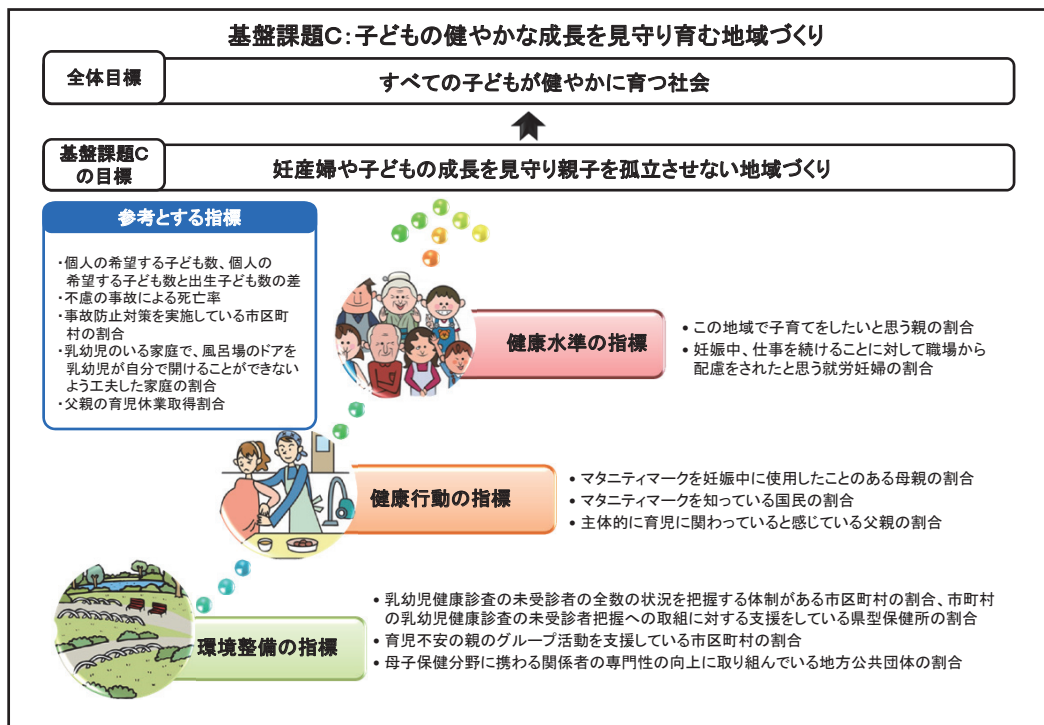 基盤課題C:子どもの健やかな成長を見守り育む地域づくり
全体目標
すべての子どもが健やかに育つ社会
基盤課題C
の目標
妊産婦や子どもの成長を見守り親子を孤立させない地域づくり
参考とする指標
・個人の希望する子ども数、個人の
希望する子ども数と出生子ども数の差
・不慮の事故による死亡率
・事故防止対策を実施している市区町
村の割合
・乳幼児のいる家庭で、風呂場のドアを
乳幼児が自分で開けることができない
よう工夫した家庭の割合
・父親の育児休業取得割合
健康水準の指標
• この地域で子育てをしたいと思う親の割合
• 妊娠中、仕事を続けることに対して職場から
配慮をされたと思う就労妊婦の割合
健康行動の指標
• マタニティマークを妊娠中に使用したことのある母親の割合
• マタニティマークを知っている国民の割合
• 主体的に育児に関わっていると感じている父親の割合
環境整備の指標
• 乳幼児健康診査の未受診者の全数の状況を把握する体制がある市区町村の割合、市町村
の乳幼児健康診査の未受診者把握への取組に対する支援をしている県型保健所の割合
• 育児不安の親のグループ活動を支援している市区町村の割合
• 母子保健分野に携わる関係者の専門性の向上に取り組んでいる地方公共団体の割合